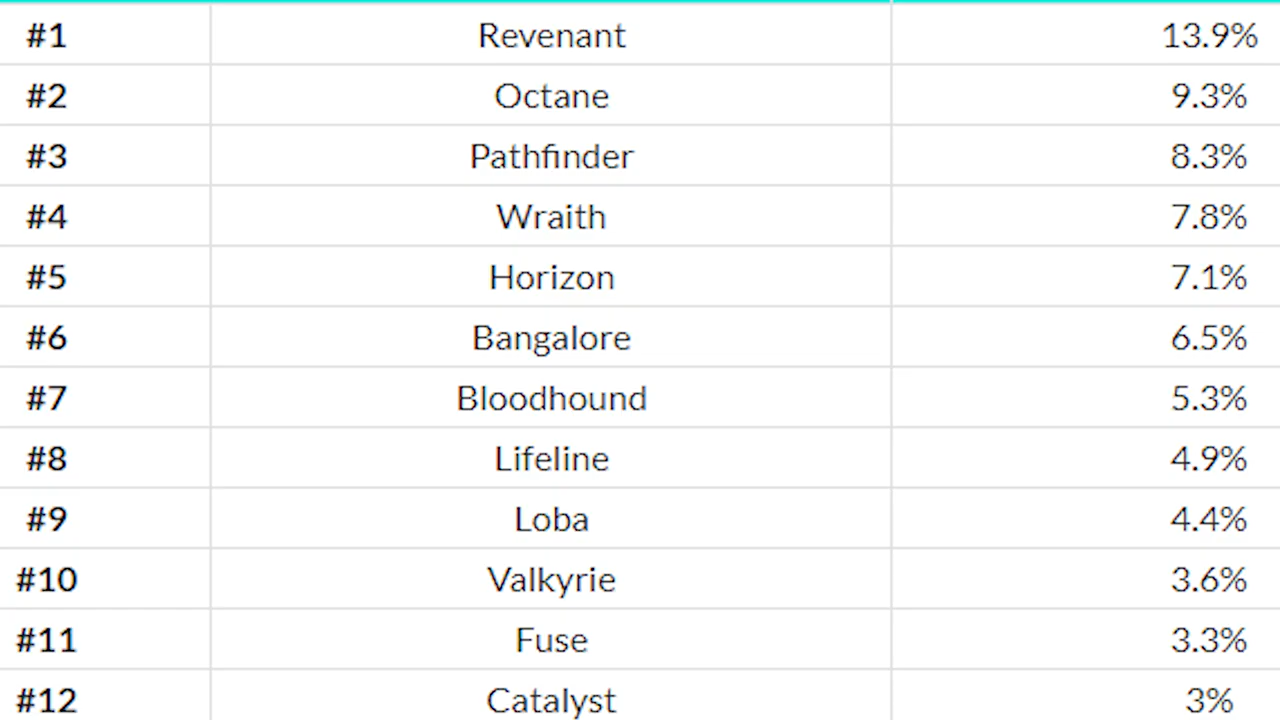 #1 Revenant 13.9%
#2 Octane 9.3%
#3 Pathfinder 8.3%
#4 Wraith 7.8%
#5 Horizon 7.1%
#6 Bangalore 6.5%
#7 Bloodhound 5.3%
#8 Lifeline 4.9%
#9 Loba 4.4%
#10 Valkyrie 3.6%
#11 Fuse 3.3%
#12 Catalyst 3%